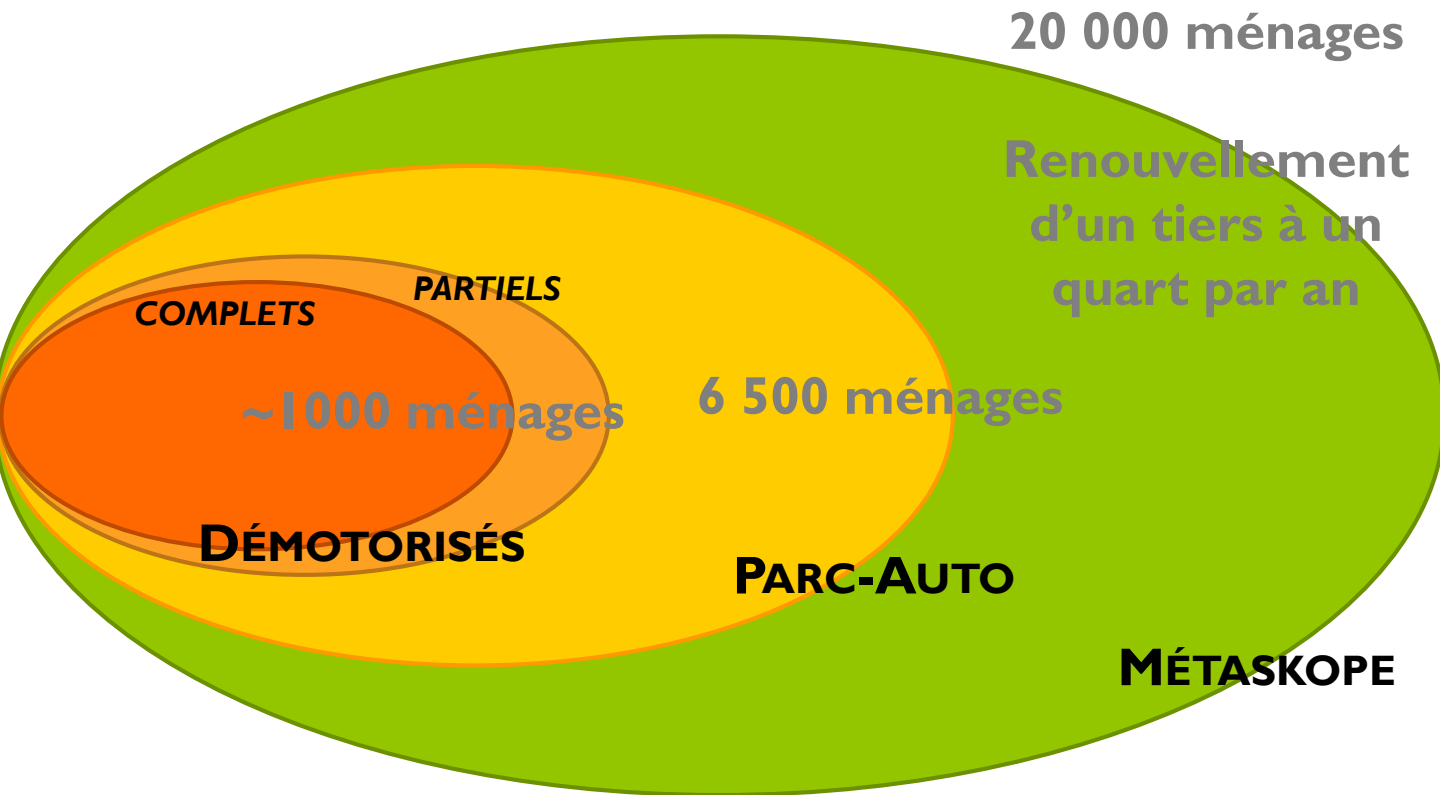 20 000 ménages
Renouvellement
d’un tiers à un
quart par an
PARTIELS
COMPLETS
6 500 ménages
~1000 ménages
DÉMOTORISÉS
PARC-AUTO
MÉTASKOPE